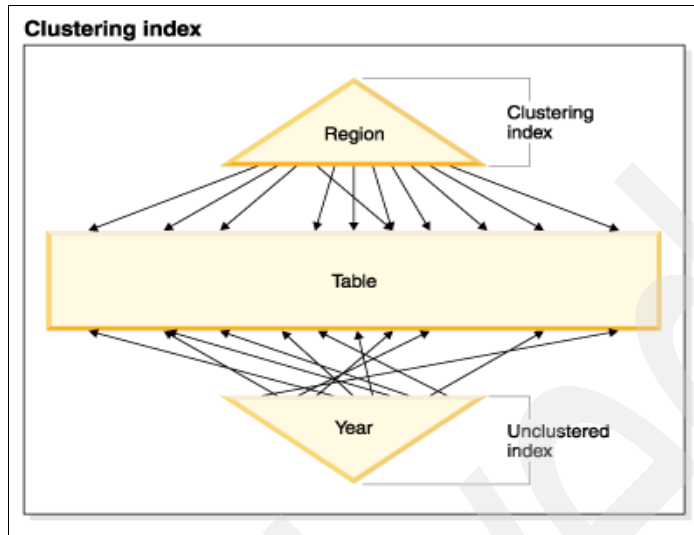 Clustering index
Region
Clustering
index
Table
Year
Unclustered
index